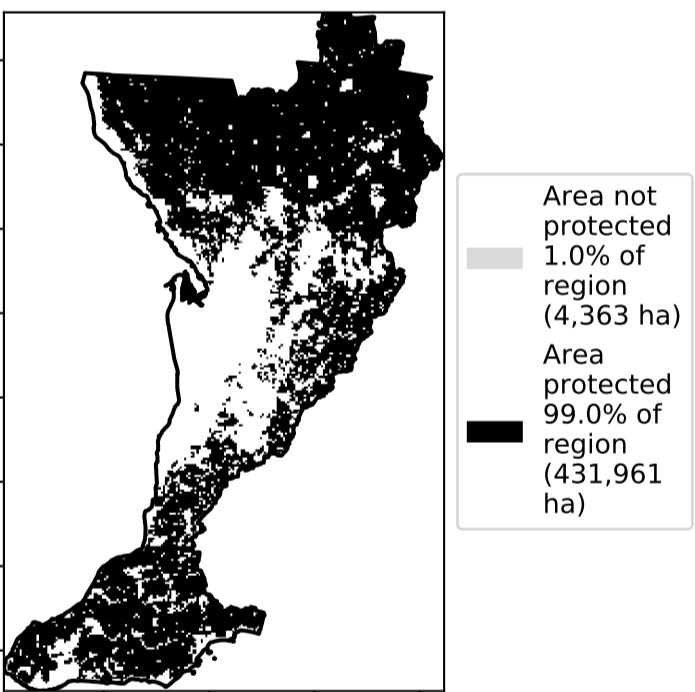 Area not
protected
1.0% of
region
(4,363 ha)
Area
protected
99.0% of
region
(431,961
ha)